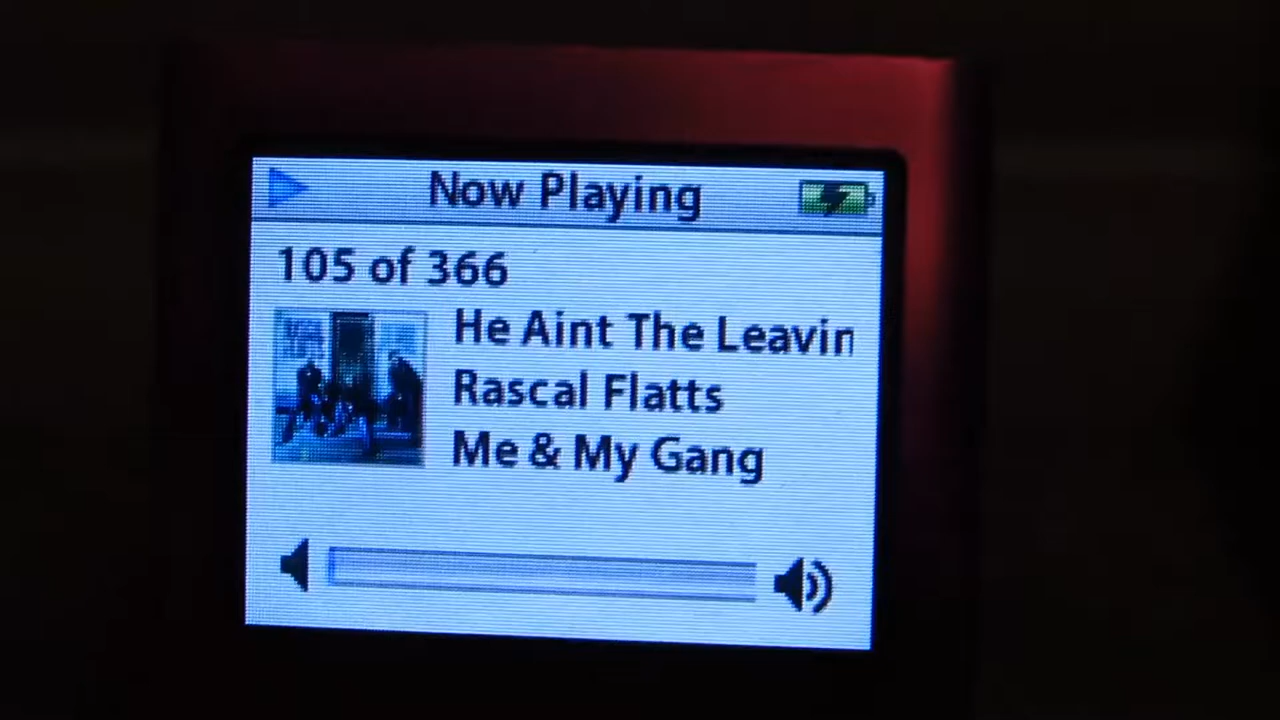 Now Playing
105 of 366
He Aint The Leavin
Rascal Flatts
Me & My Gang